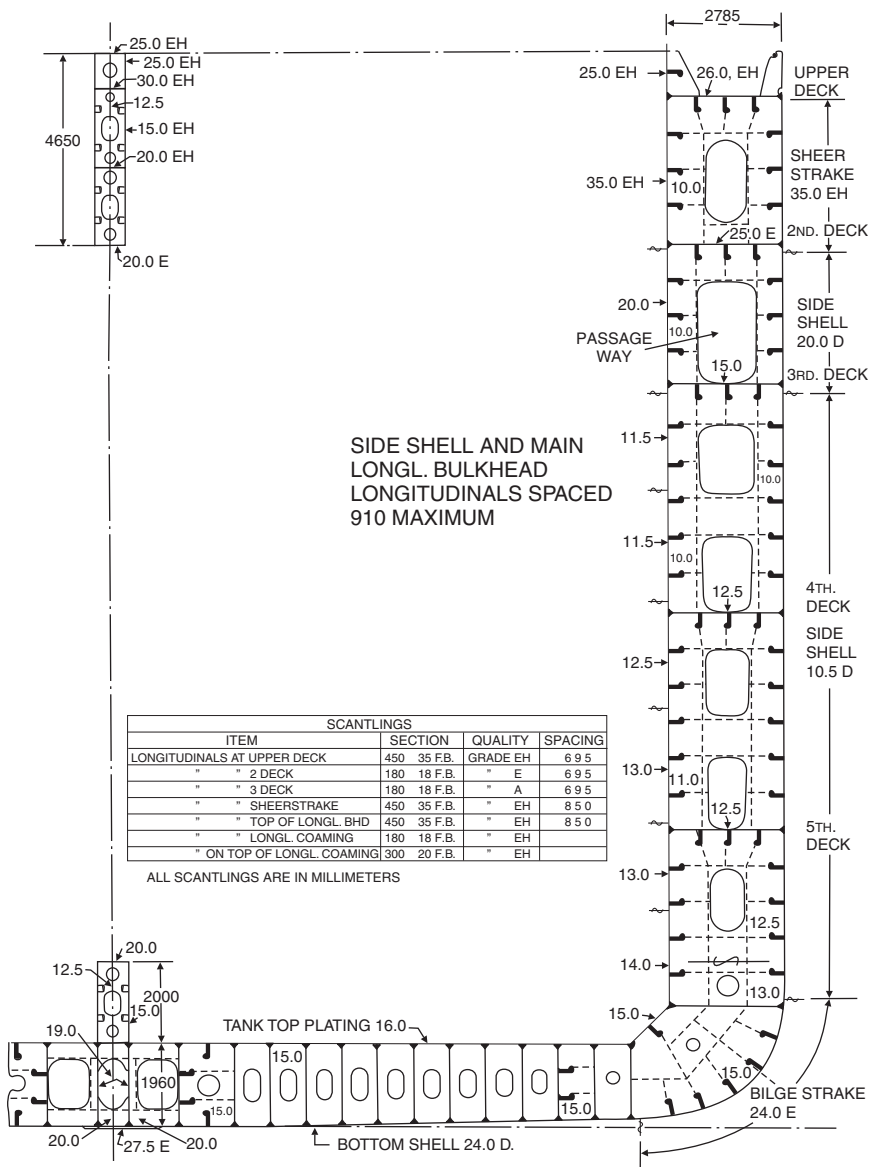 2785
25.0 EH
25.0 EH
30.0 EH
12.5
15.0 EH
20.0 EH
4650
20.0 E
25.0 EH
26.0, EH
UPPER
DECK
SHEER
STRAKE
35.0 EH
35.0 EH
10.0
2ND. DECK
25.0 E
20.0
10.0
SIDE
SHELL
20.0 D
PASSAGE
WAY
15.0
3RD. DECK
SIDE SHELL AND MAIN
LONGL. BULKHEAD
LONGITUDINALS SPACED
910 MAXIMUM
11.5
10.0
11.5
10.0
12.5
4TH.
DECK
SIDE
SHELL
10.5 D
12.5
13.0
11.0
12.5
5TH.
DECK
13.0
12.5
14.0
13.0
SCANTLINGS
ITEM SECTION QUALITY SPACING
LONGITUDINALS AT UPPER DECK 450 35 F.B. GRADE EH 6 9 5
" " 2 DECK 180 18 F.B. " E 6 9 5
" " 3 DECK 180 18 F.B. " A 6 9 5
" " SHEERSTRAKE 450 35 F.B. " EH 8 5 0
" " TOP OF LONGL. BHD 450 35 F.B. " EH 8 5 0
" " LONGL. COAMING 180 18 F.B. " EH
" ON TOP OF LONGL. COAMING 300 20 F.B. " EH
ALL SCANTLINGS ARE IN MILLIMETERS
20.0
12.5
2000
15.0
19.0
1960
TANK TOP PLATING 16.0
15.0
15.0
15.0
15.0
15.0
BILGE STRAKE
24.0 E
20.0
27.5 E
20.0
BOTTOM SHELL 24.0 D.